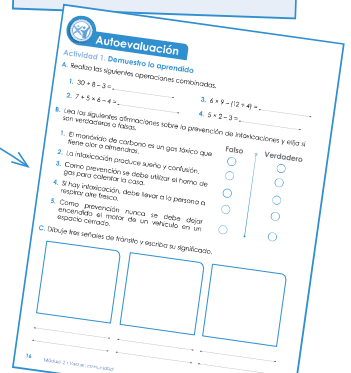 Autoevaluación
Actividad 1. Demuestro lo aprendido
A. Realizo las siguientes operaciones combinadas.
1. 30 + 8 – 3 =
2. 7 + 5 × 6 – 4 =
3. 6 × 9 – (12 ÷ 4) =
4. 5 × 2 ÷ 3 =
B. Lea las siguientes afirmaciones sobre la prevención de intoxicaciones y elija si
son verdaderas o falsas.
Falso Verdadero
1. El monóxido de carbono es un gas tóxico que
tiene olor a almendras.
2. La intoxicación produce sueño y confusión.
3. Como prevención se debe utilizar el horno de
gas para calentar la casa.
4. Si hay intoxicación, debe llevar a la persona a
respirar aire fresco.
5. Como prevención nunca se debe dejar
encendido el motor de un vehículo en un
espacio cerrado.
C. Dibuje tres señales de tránsito y escriba su significado.
16 Módulo 2 •